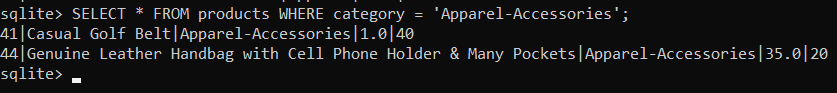 sqlite> SELECT * FROM products WHERE category = 'Apparel-Accessories';
41|Casual Golf Belt|Apparel-Accessories|1.0|40
44|Genuine Leather Handbag with Cell Phone Holder & Many Pockets|Apparel-Accessories|35.0|20
sqlite>